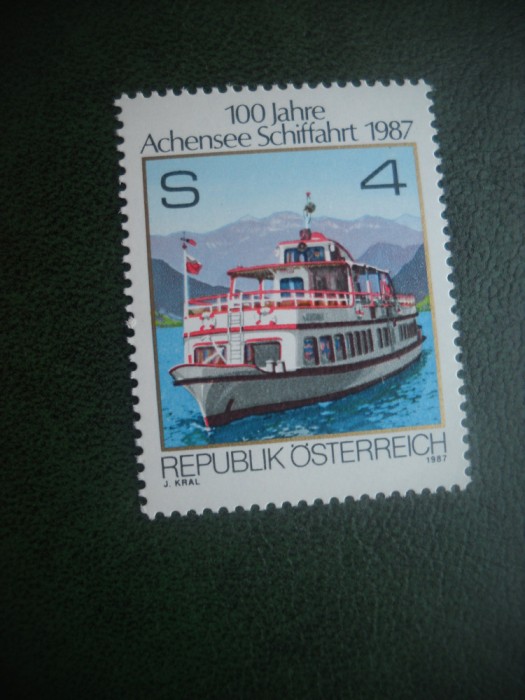 100 Jahre
Achensee Schiffahrt 1987
S 4
REPUBLIK ÖSTERREICH
J. KRAL
1987